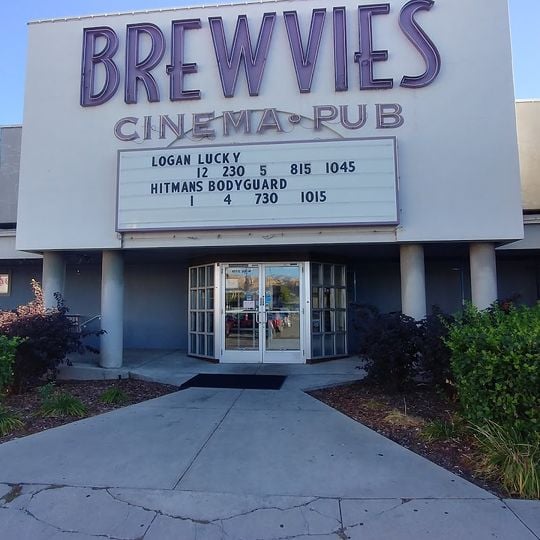 BREWVIES
CINEMA • PUB
LOGAN LUCKY
12 230 5 815 1045
HITMANS BODYGUARD
1 4 730 1015